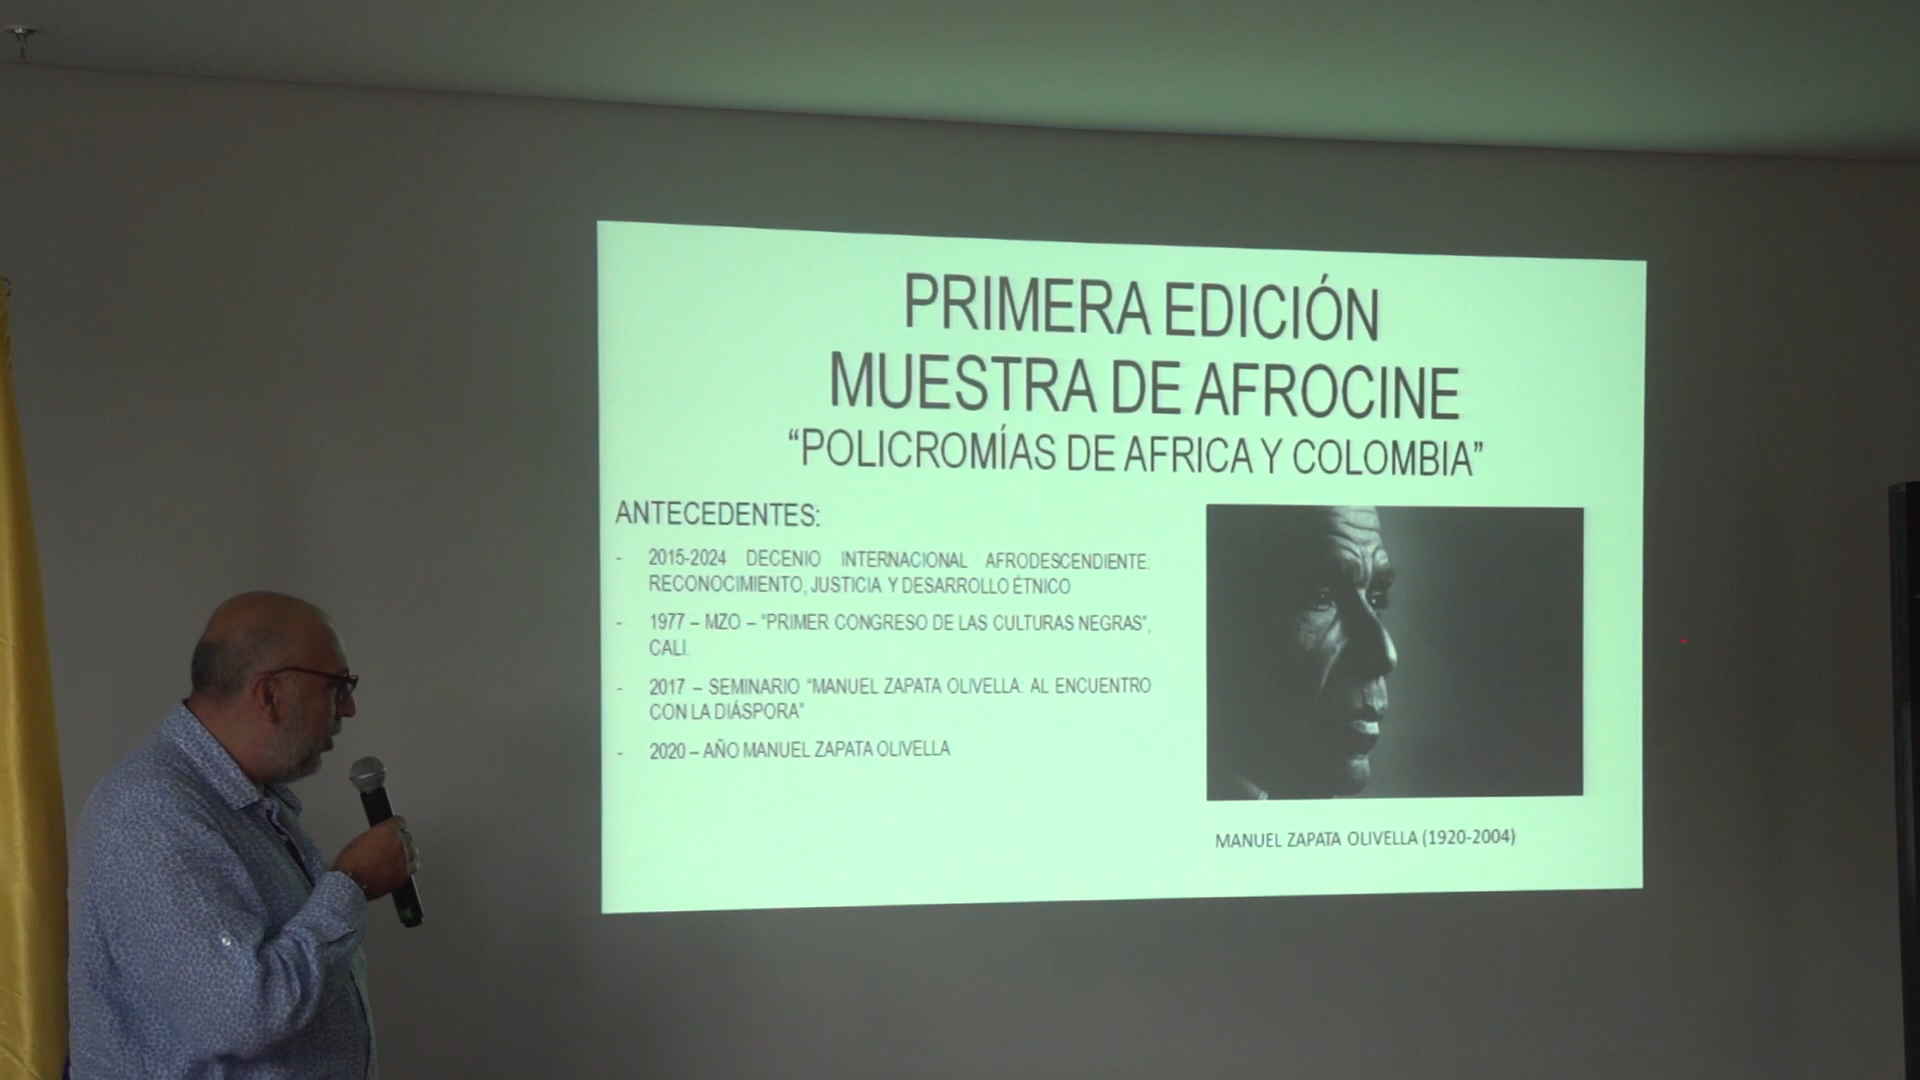 PRIMERA EDICIÓN
MUESTRA DE AFROCINE
“POLICROMÍAS DE AFRICA Y COLOMBIA”
ANTECEDENTES:
- 2015-2024 DECENIO INTERNACIONAL AFRODESCENDIENTE:
RECONOCIMIENTO, JUSTICIA Y DESARROLLO ÉTNICO
- 1977 – MZO – “PRIMER CONGRESO DE LAS CULTURAS NEGRAS”,
CALI.
- 2017 – SEMINARIO “MANUEL ZAPATA OLIVELLA: AL ENCUENTRO
CON LA DIÁSPORA”
- 2020 – AÑO MANUEL ZAPATA OLIVELLA
MANUEL ZAPATA OLIVELLA (1920-2004)